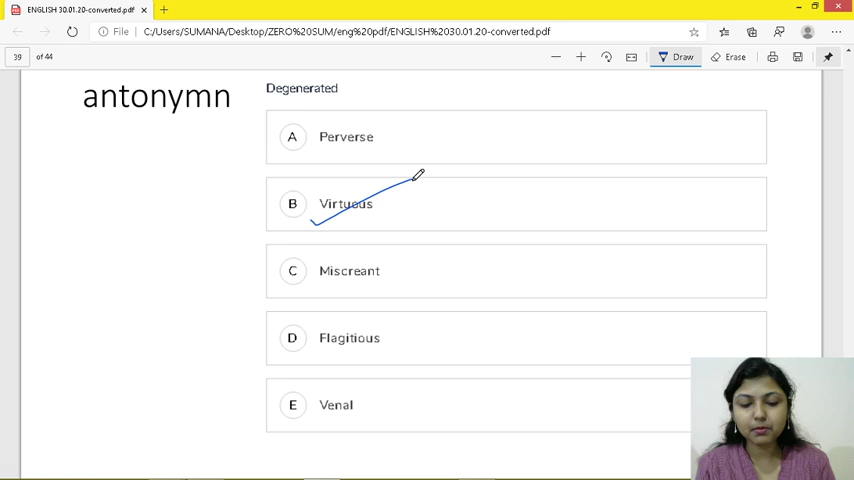 ENGLISH 30.01.20-converted.pdf
File
C:/Users/SUMANA/Desktop/ZERO%20SUM/eng%20pdf/ENGLISH%2030.01.20-converted.pdf
39 of 44
Draw
Erase
antonymn
Degenerated
A Perverse
B Virtuous
C Miscreant
D Flagitious
E Venal